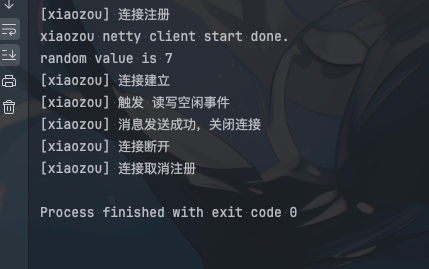 [xiaozou] 连接注册
xiaozou netty client start done.
random value is 7
[xiaozou] 连接建立
[xiaozou] 触发 读写空闲事件
[xiaozou] 消息发送成功，关闭连接
[xiaozou] 连接断开
[xiaozou] 连接取消注册
Process finished with exit code 0